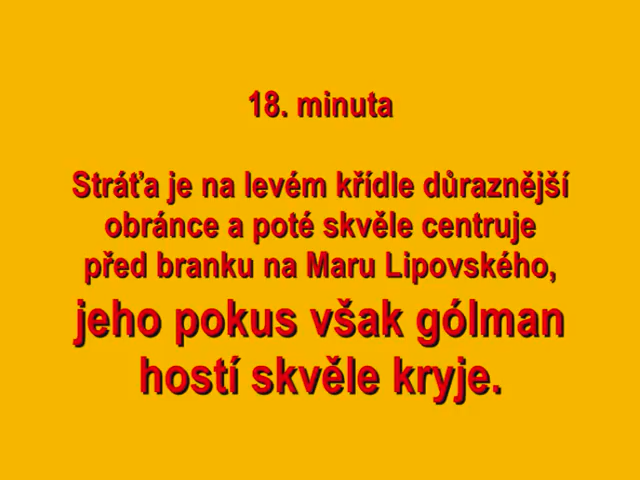 18. minuta
Stráťa je na levém křídle důraznější
obránce a poté skvěle centruje
před branku na Maru Lipovského,
jeho pokus však gólman
hostí skvěle kryje.